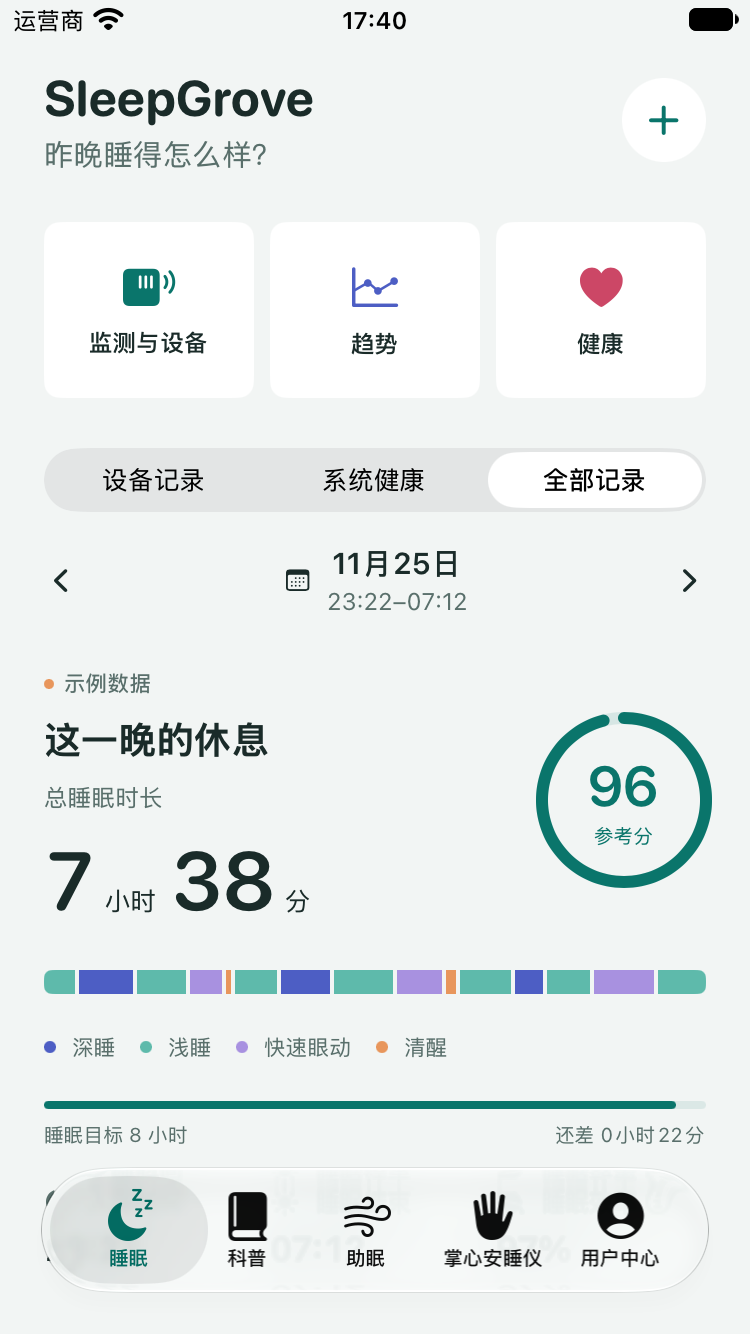 运营商
17:40
SleepGrove
昨晚睡得怎么样?
监测与设备
趋势
健康
设备记录
系统健康
全部记录
11月25日
23:22–07:12
示例数据
这一晚的休息
总睡眠时长
7 小时 38 分
96
参考分
深睡
浅睡
快速眼动
清醒
睡眠目标 8 小时
还差 0小时22分
睡眠
科普
助眠
掌心安睡仪
用户中心